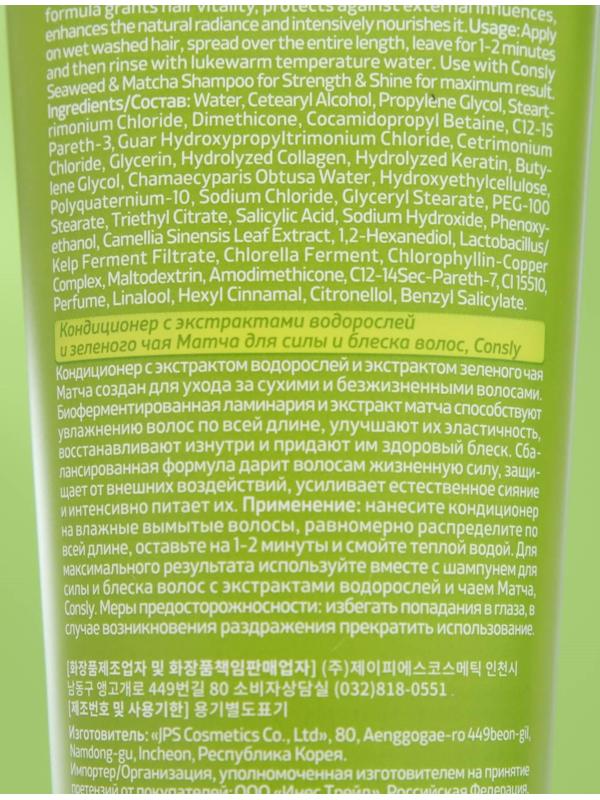 formula grants hair vitality, protects against external influences,
enhances the natural radiance and intensively nourishes it. Usage: Apply
on wet washed hair, spread over the entire length, leave for 1-2 minutes
and then rinse with lukewarm temperature water. Use with Consly
Seaweed & Matcha Shampoo for Strength & Shine for maximum result.
Ingredients/Состав: Water, Cetearyl Alcohol, Propylene Glycol, Steart-
rimonium Chloride, Dimethicone, Cocamidopropyl Betaine, C12-15
Pareth-3, Guar Hydroxypropyltrimonium Chloride, Cetrimonium
Chloride, Glycerin, Hydrolyzed Collagen, Hydrolyzed Keratin, Buty-
lene Glycol, Chamaecyparis Obtusa Water, Hydroxyethylcellulose,
Polyquaternium-10, Sodium Chloride, Glyceryl Stearate, PEG-100
Stearate, Triethyl Citrate, Salicylic Acid, Sodium Hydroxide, Phenoxy-
ethanol, Camellia Sinensis Leaf Extract, 1,2-Hexanediol, Lactobacillus/
Kelp Ferment Filtrate, Chlorella Ferment, Chlorophyllin-Copper
Complex, Maltodextrin, Amodimethicone, C12-14Sec-Pareth-7, CI 15510,
Perfume, Linalool, Hexyl Cinnamal, Citronellol, Benzyl Salicylate.
Кондиционер с экстрактами водорослей
и зеленого чая Матча для силы и блеска волос, Consly
Кондиционер с экстрактом водорослей и экстрактом зеленого чая
Матча создан для ухода за сухими и безжизненными волосами.
Биоферментированная ламинария и экстракт матча способствуют
увлажнению волос по всей длине, улучшают их эластичность,
восстанавливают изнутри и придают им здоровый блеск. Сба-
лансированная формула дарит волосам жизненную силу, защи-
щает от внешних воздействий, усиливает естественное сияние
и интенсивно питает их. Применение: нанесите кондиционер
на влажные вымытые волосы, равномерно распределите по
всей длине, оставьте на 1-2 минуты и смойте теплой водой. Для
максимального результата используйте вместе с шампунем для
силы и блеска волос с экстрактами водорослей и чаем Матча,
Consly. Меры предосторожности: избегать попадания в глаза, в
случае возникновения раздражения прекратить использование.
[화장품제조업자 및 화장품책임판매업자] (주)제이피에스코스메틱 인천시
남동구 앵고개로 449번길 80 소비자상담실 (032)818-0551 .
[제조번호 및 사용기한] 용기별도표기
Изготовитель: «JPS Cosmetics Co., Ltd», 80, Aenggogae-ro 449beon-gil,
Namdong-gu, Incheon, Республика Корея.
Импортер/Организация, уполномоченная изготовителем на принятие
претензий от покупателей: ООО «Инес Трейд», Российская Федерация,